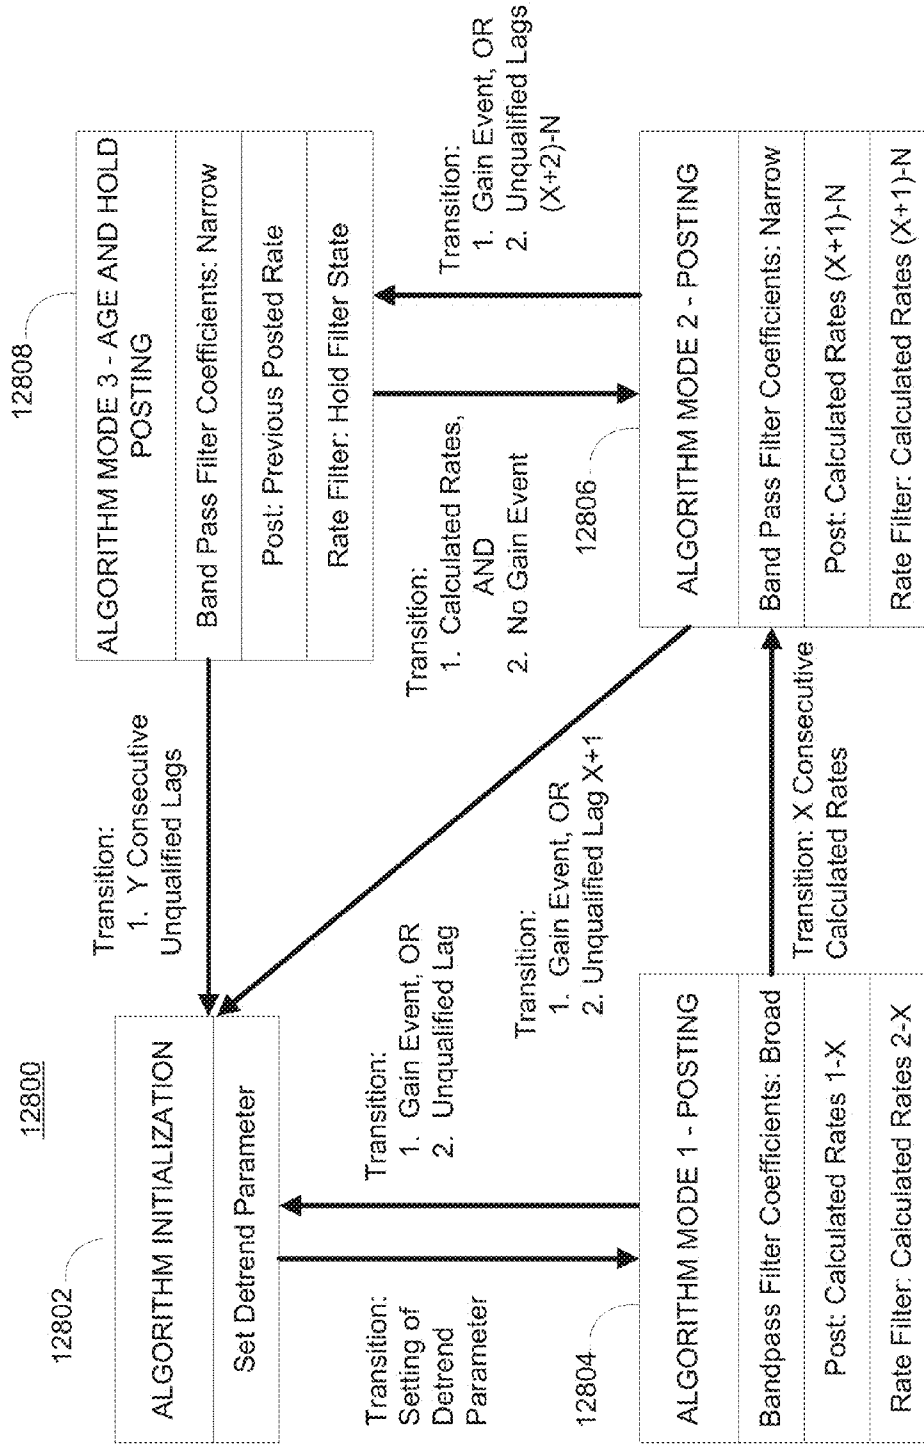 12800
12802
ALGORITHM INITIALIZATION
Set Detrend Parameter
Transition:
1. Y Consecutive
Unqualified Lags
12808
ALGORITHM MODE 3 - AGE AND HOLD
POSTING
Band Pass Filter Coefficients: Narrow
Post: Previous Posted Rate
Rate Filter: Hold Filter State
Transition:
Setting of
Detrend
Parameter
Transition:
1. Gain Event, OR
2. Unqualified Lag
Transition:
1. Gain Event, OR
2. Unqualified Lag X+1
Transition:
1. Calculated Rates,
AND
2. No Gain Event
Transition:
1. Gain Event, OR
2. Unqualified Lags
(X+2)-N
12804
ALGORITHM MODE 1 - POSTING
Bandpass Filter Coefficients: Broad
Post: Calculated Rates 1-X
Rate Filter: Calculated Rates 2-X
Transition: X Consecutive
Calculated Rates
12806
ALGORITHM MODE 2 - POSTING
Band Pass Filter Coefficients: Narrow
Post: Calculated Rates (X+1)-N
Rate Filter: Calculated Rates (X+1)-N